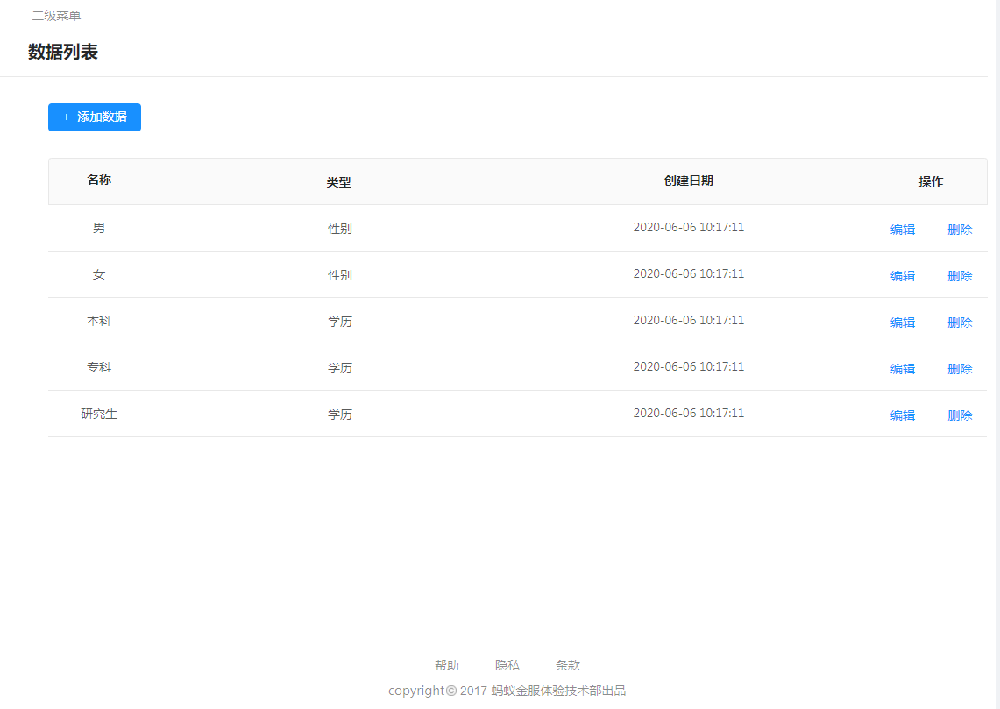 二级菜单
数据列表
+ 添加数据
名称 类型 创建日期 操作
男 性别 2020-06-06 10:17:11 编辑 删除
女 性别 2020-06-06 10:17:11 编辑 删除
本科 学历 2020-06-06 10:17:11 编辑 删除
专科 学历 2020-06-06 10:17:11 编辑 删除
研究生 学历 2020-06-06 10:17:11 编辑 删除
帮助 隐私 条款
copyright© 2017 蚂蚁金服体验技术部出品